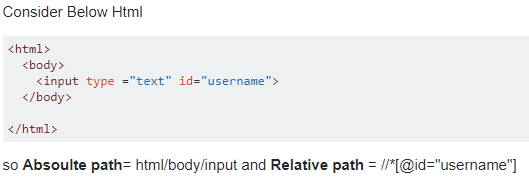 Consider Below Html
<html>
<body>
<input type ="text" id="username">
</body>
</html>
so Absoulte path= html/body/input and Relative path = //*[@id="username"]